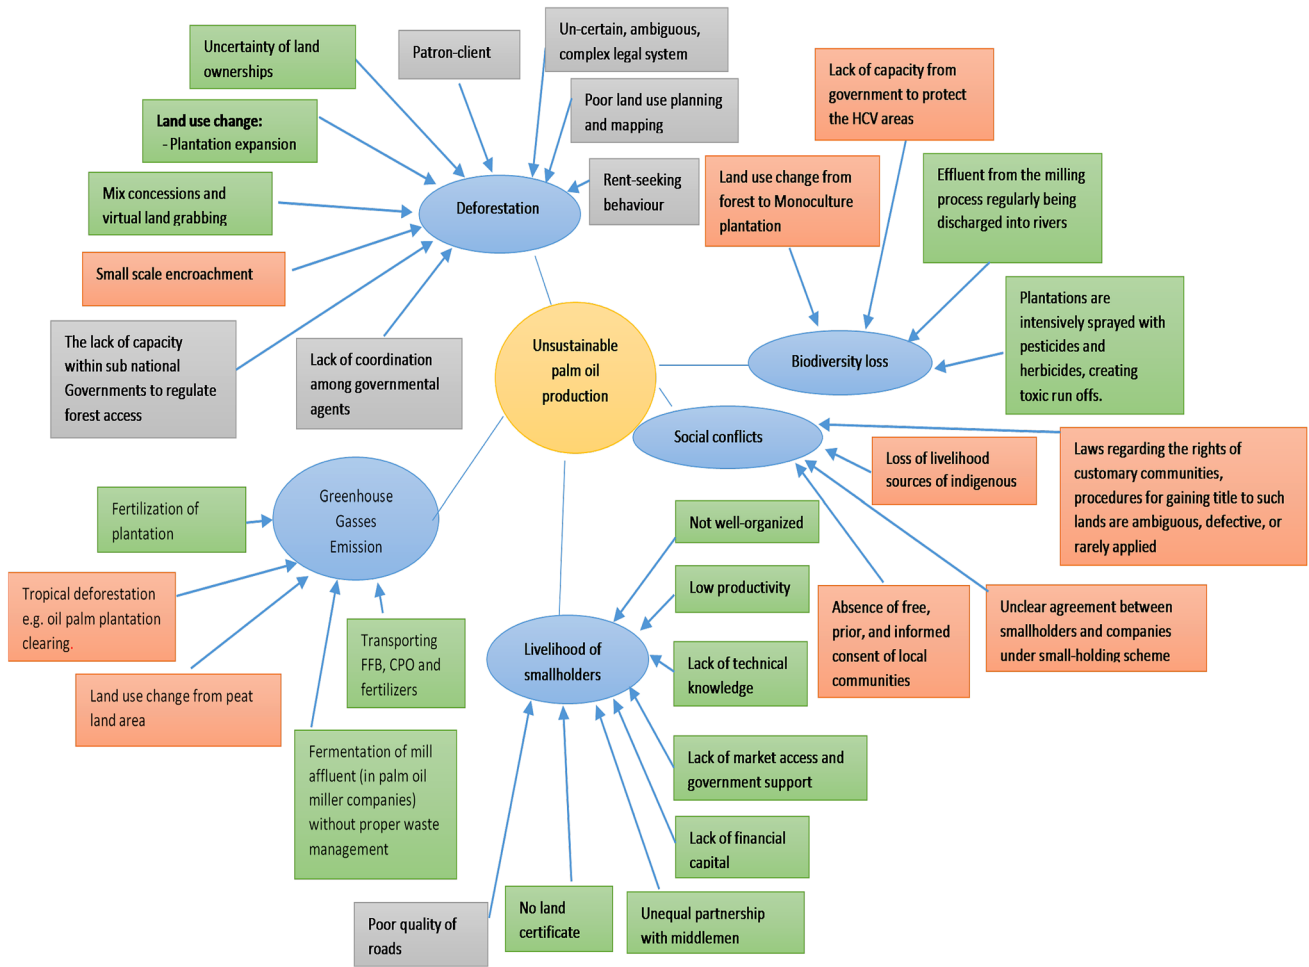 Uncertainty of land
ownerships
Patron-client
Un-certain, ambiguous,
complex legal system
Poor land use planning
and mapping
Land use change:
- Plantation expansion
Mix concessions and
virtual land grabbing
Deforestation
Rent-seeking
behaviour
Small scale encroachment
The lack of capacity
within sub national
Governments to regulate
forest access
Lack of coordination
among governmental
agents
Unsustainable
palm oil
production
Lack of capacity from
government to protect
the HCV areas
Land use change from
forest to Monoculture
plantation
Effluent from the milling
process regularly being
discharged into rivers
Plantations are
intensively sprayed with
pesticides and
herbicides, creating
toxic run offs.
Biodiversity loss
Social conflicts
Loss of livelihood
sources of indigenous
Laws regarding the rights of
customary communities,
procedures for gaining title to such
lands are ambiguous, defective, or
rarely applied
Absence of free,
prior, and informed
consent of local
communities
Unclear agreement between
smallholders and companies
under small-holding scheme
Greenhouse
Gasses
Emission
Fertilization of
plantation
Tropical deforestation
e.g. oil palm plantation
clearing.
Land use change from peat
land area
Transporting
FFB, CPO and
fertilizers
Fermentation of mill
affluent (in palm oil
miller companies)
without proper waste
management
Livelihood of
smallholders
Not well-organized
Low productivity
Lack of technical
knowledge
Lack of market access and
government support
Lack of financial
capital
Unequal partnership
with middlemen
No land
certificate
Poor quality of
roads